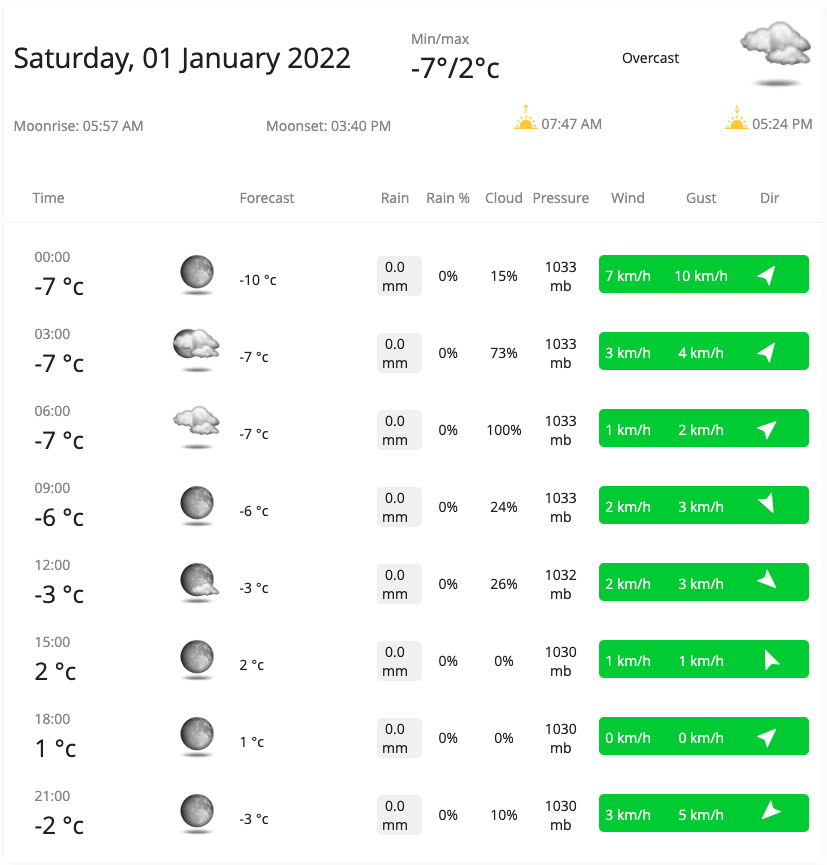 Saturday, 01 January 2022
Min/max
-7°/2°c
Overcast
Moonrise: 05:57 AM
Moonset: 03:40 PM
07:47 AM
05:24 PM
Time Forecast Rain Rain % Cloud Pressure Wind Gust Dir
00:00
-7 °c
-10 °c
0.0
mm
0%
15%
1033
mb
7 km/h
10 km/h
03:00
-7 °c
-7 °c
0.0
mm
0%
73%
1033
mb
3 km/h
4 km/h
06:00
-7 °c
-7 °c
0.0
mm
0%
100%
1033
mb
1 km/h
2 km/h
09:00
-6 °c
-6 °c
0.0
mm
0%
24%
1033
mb
2 km/h
3 km/h
12:00
-3 °c
-3 °c
0.0
mm
0%
26%
1032
mb
2 km/h
3 km/h
15:00
2 °c
2 °c
0.0
mm
0%
0%
1030
mb
1 km/h
1 km/h
18:00
1 °c
1 °c
0.0
mm
0%
0%
1030
mb
0 km/h
0 km/h
21:00
-2 °c
-3 °c
0.0
mm
0%
10%
1030
mb
3 km/h
5 km/h